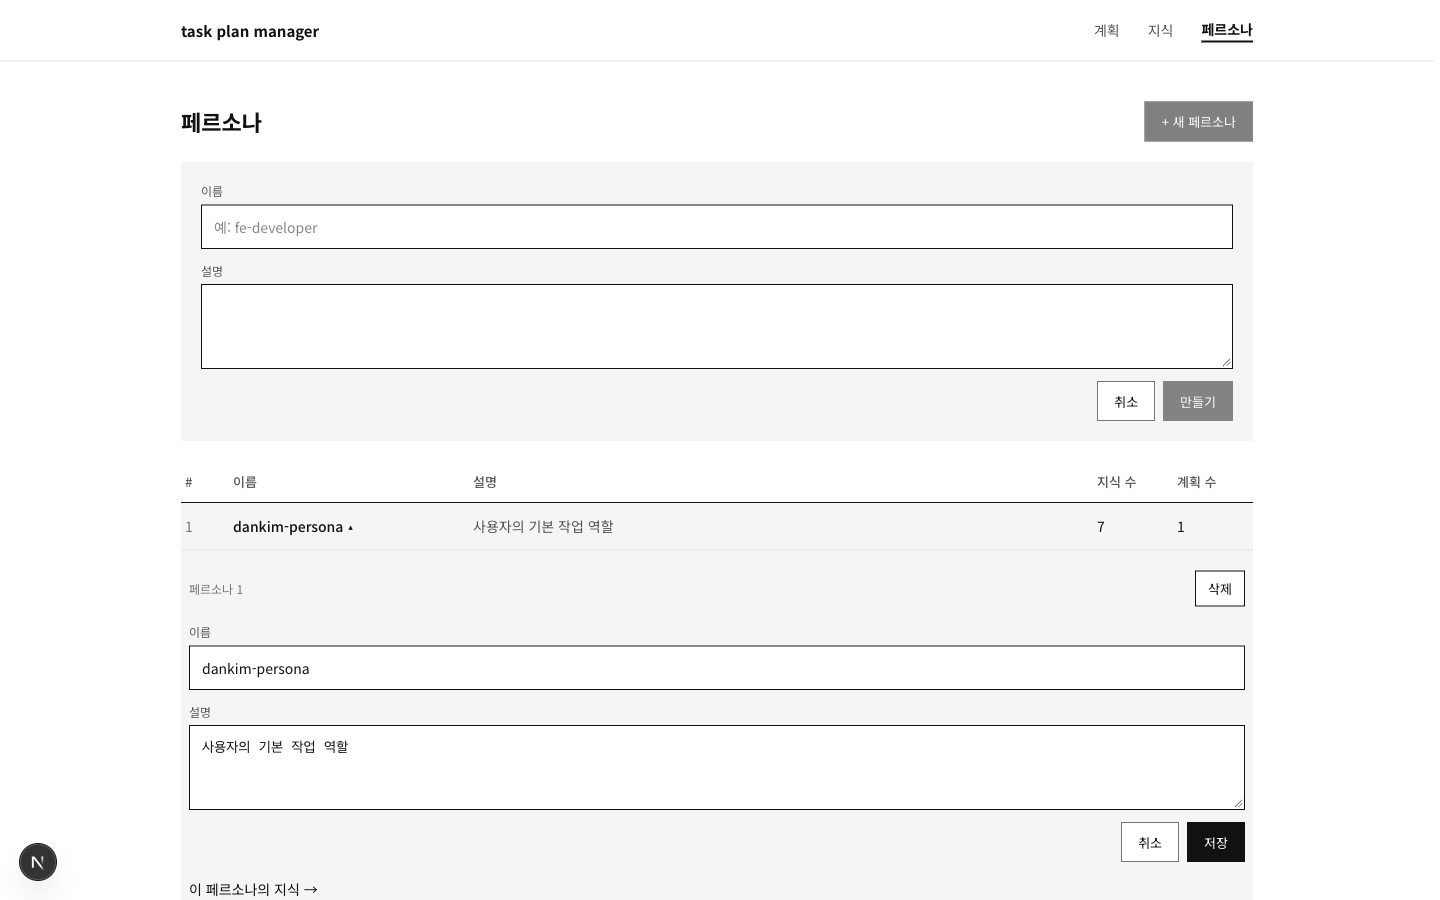 task plan manager
계획 지식 페르소나
페르소나
+ 새 페르소나
이름
예: fe-developer
설명
취소 만들기
# 이름 설명 지식 수 계획 수
1 dankim-persona ▴ 사용자의 기본 작업 역할 7 1
페르소나 1 삭제
이름
dankim-persona
설명
사용자의 기본 작업 역할
취소 저장
N
이 페르소나의 지식 →